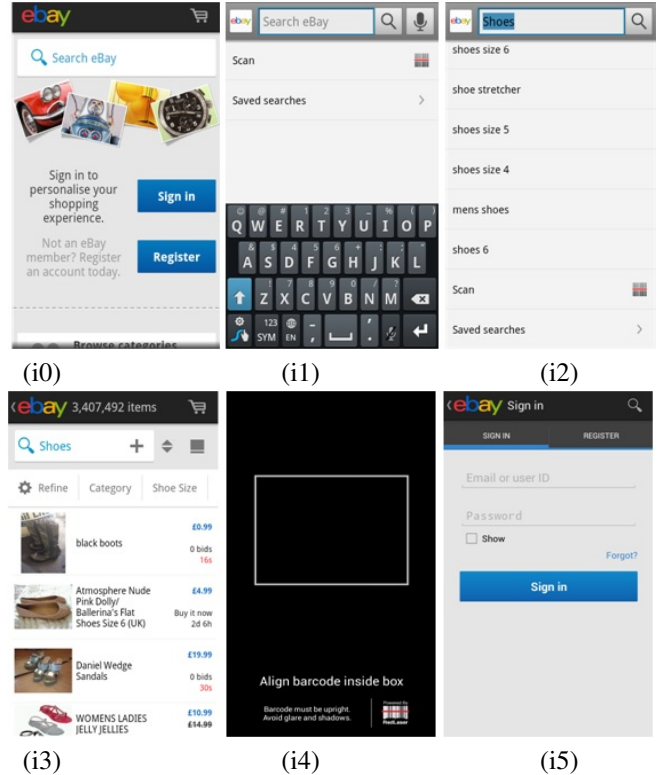 ebay
Search eBay
Sign in to
personalise your
shopping
experience.
Sign in
Not an eBay
member? Register
an account today.
Register
Browse categories
(i0)
ebay Search eBay
Scan
Saved searches
Q W E R T Y U I O P
A S D F G H J K L
Z X C V B N M
123
SYM EN - , . '
(i1)
ebay Shoes
shoes size 6
shoe stretcher
shoes size 5
shoes size 4
mens shoes
shoes 6
Scan
Saved searches
(i2)
ebay 3,407,492 items
Shoes
Refine Category Shoe Size
black boots
£0.99
0 bids
16s
Atmosphere Nude
Pink Dolly/
Ballerina's Flat
Shoes Size 6 (UK)
£4.99
Buy it now
2d 6h
Daniel Wedge
Sandals
£19.99
0 bids
30s
WOMENS LADIES
JELLY JELLIES
£10.99
£14.99
(i3)
Align barcode inside box
Barcode must be upright.
Avoid glare and shadows.
Powered By
RedLaser
(i4)
ebay Sign in
SIGN IN REGISTER
Email or user ID
Password
Show
Forgot?
Sign in
(i5)